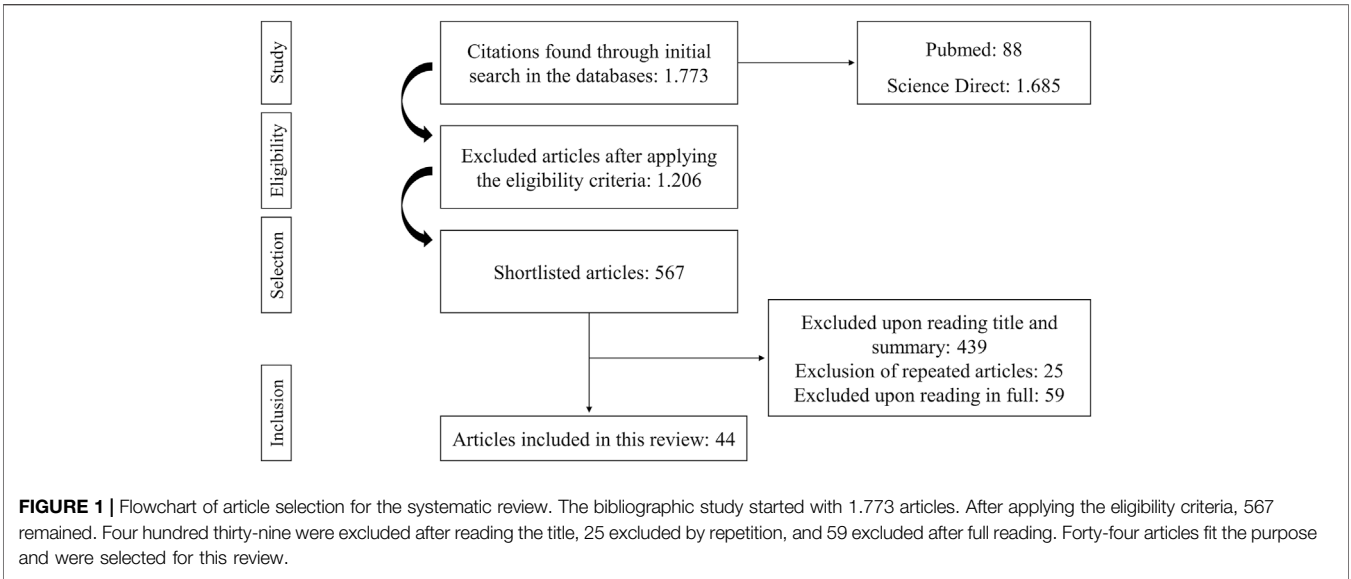 Study
Citations found through initial
search in the databases: 1.773
Pubmed: 88
Science Direct: 1.685
Eligibility
Excluded articles after applying
the eligibility criteria: 1.206
Selection
Shortlisted articles: 567
Excluded upon reading title and
summary: 439
Exclusion of repeated articles: 25
Excluded upon reading in full: 59
Inclusion
Articles included in this review: 44
FIGURE 1 | Flowchart of article selection for the systematic review. The bibliographic study started with 1.773 articles. After applying the eligibility criteria, 567
remained. Four hundred thirty-nine were excluded after reading the title, 25 excluded by repetition, and 59 excluded after full reading. Forty-four articles fit the purpose
and were selected for this review.